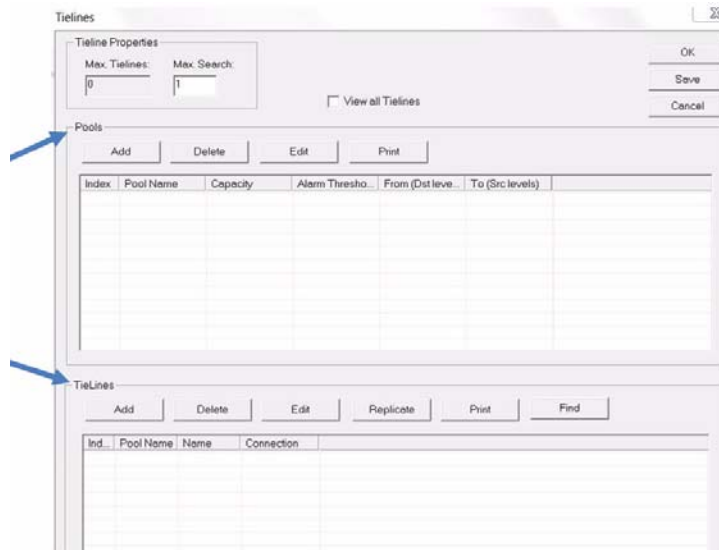 Tielines
Tieline Properties
Max. Tielines: Max. Search:
0 1
OK
Save
Cancel
View all Tielines
Pools
Add Delete Edit Print
Index Pool Name Capacity Alarm Thresho... From (Dst leve... To (Src levels)
TieLines
Add Delete Edit Replicate Print Find
Ind... Pool Name Name Connection